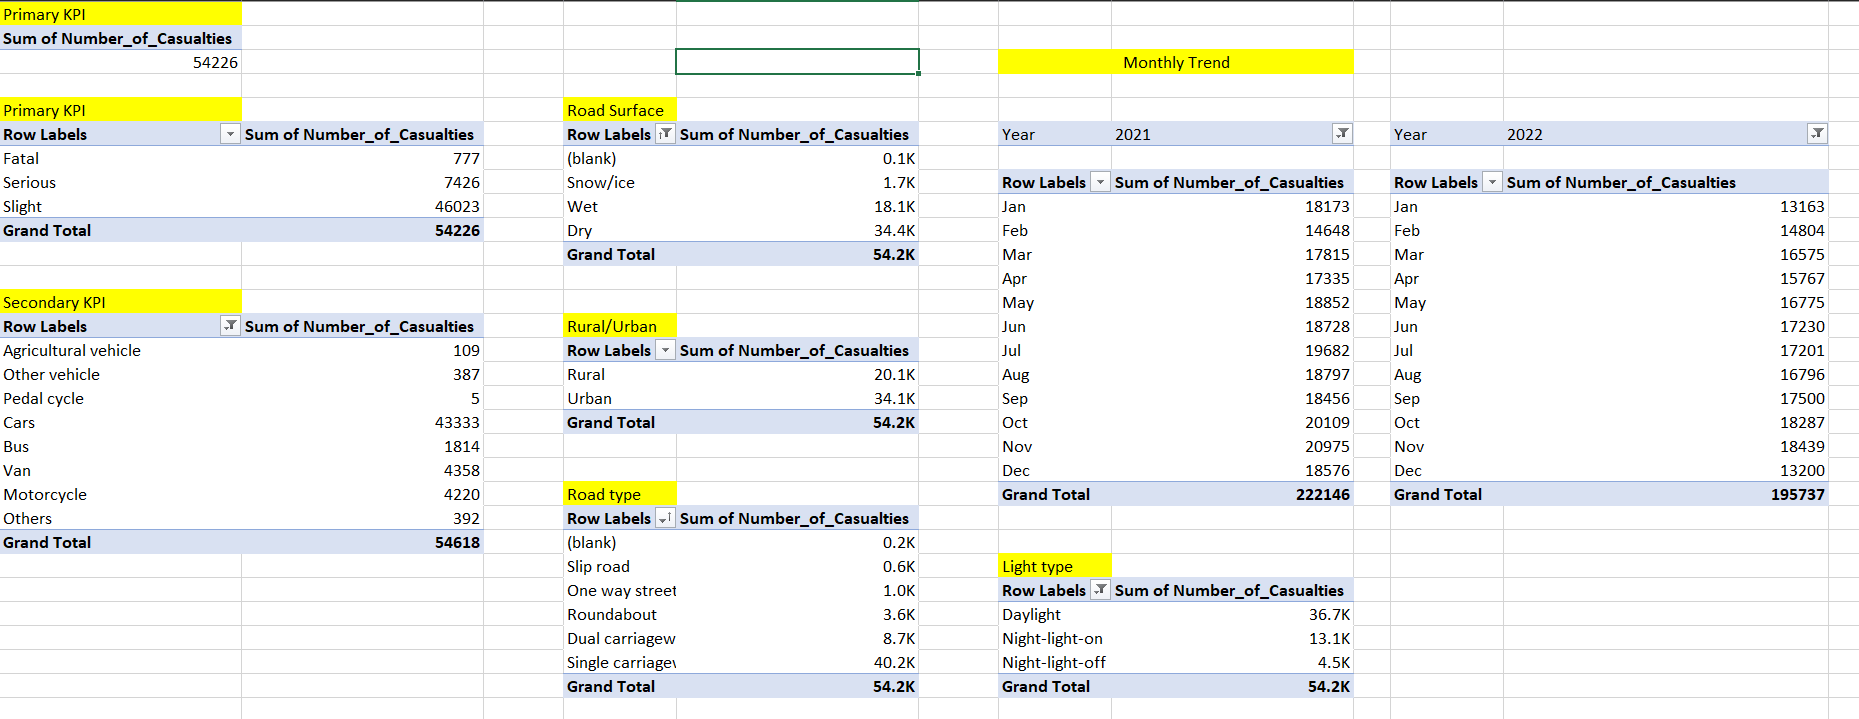 Primary KPI
Sum of Number_of_Casualties
54226
Primary KPI
Row Labels Sum of Number_of_Casualties
Fatal 777
Serious 7426
Slight 46023
Grand Total 54226
Secondary KPI
Row Labels Sum of Number_of_Casualties
Agricultural vehicle 109
Other vehicle 387
Pedal cycle 5
Cars 43333
Bus 1814
Van 4358
Motorcycle 4220
Others 392
Grand Total 54618
Road Surface
Row Labels Sum of Number_of_Casualties
(blank) 0.1K
Snow/ice 1.7K
Wet 18.1K
Dry 34.4K
Grand Total 54.2K
Rural/Urban
Row Labels Sum of Number_of_Casualties
Rural 20.1K
Urban 34.1K
Grand Total 54.2K
Road type
Row Labels Sum of Number_of_Casualties
(blank) 0.2K
Slip road 0.6K
One way street 1.0K
Roundabout 3.6K
Dual carriagew 8.7K
Single carriagew 40.2K
Grand Total 54.2K
Monthly Trend
Year 2021
Row Labels Sum of Number_of_Casualties
Jan 18173
Feb 14648
Mar 17815
Apr 17335
May 18852
Jun 18728
Jul 19682
Aug 18797
Sep 18456
Oct 20109
Nov 20975
Dec 18576
Grand Total 222146
Year 2022
Row Labels Sum of Number_of_Casualties
Jan 13163
Feb 14804
Mar 16575
Apr 15767
May 16775
Jun 17230
Jul 17201
Aug 16796
Sep 17500
Oct 18287
Nov 18439
Dec 13200
Grand Total 195737
Light type
Row Labels Sum of Number_of_Casualties
Daylight 36.7K
Night-light-on 13.1K
Night-light-off 4.5K
Grand Total 54.2K